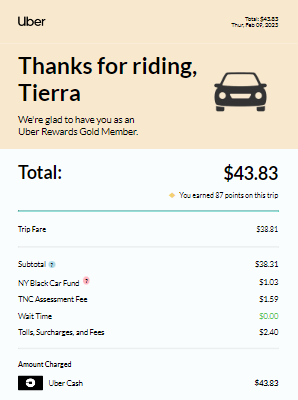 Uber
Total: $43.83
Thur, Feb 09, 2023
Thanks for riding,
Tierra
We're glad to have you as an
Uber Rewards Gold Member.
Total: $43.83
You earned 87 points on this trip
Trip Fare $38.81
Subtotal ? $38.31
NY Black Car Fund ? $1.03
TNC Assessment Fee $1.59
Wait Time $0.00
Tolls, Surcharges, and Fees $2.40
Amount Charged
Uber Cash $43.83